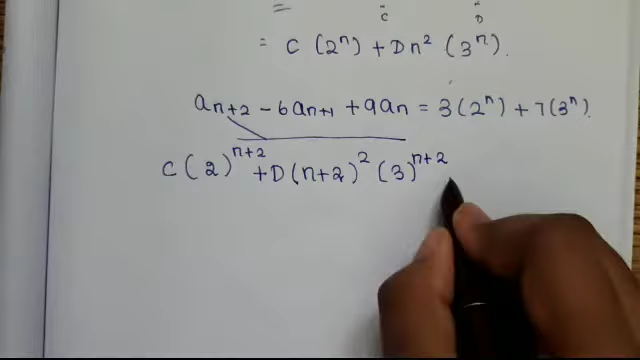 =
C D
= C (2ⁿ) + Dn² (3ⁿ).
aₙ₊₂ - 6aₙ₊₁ + 9aₙ = 3(2ⁿ) + 7(3ⁿ).
C(2)ⁿ⁺² + D(n+2)² (3)ⁿ⁺²